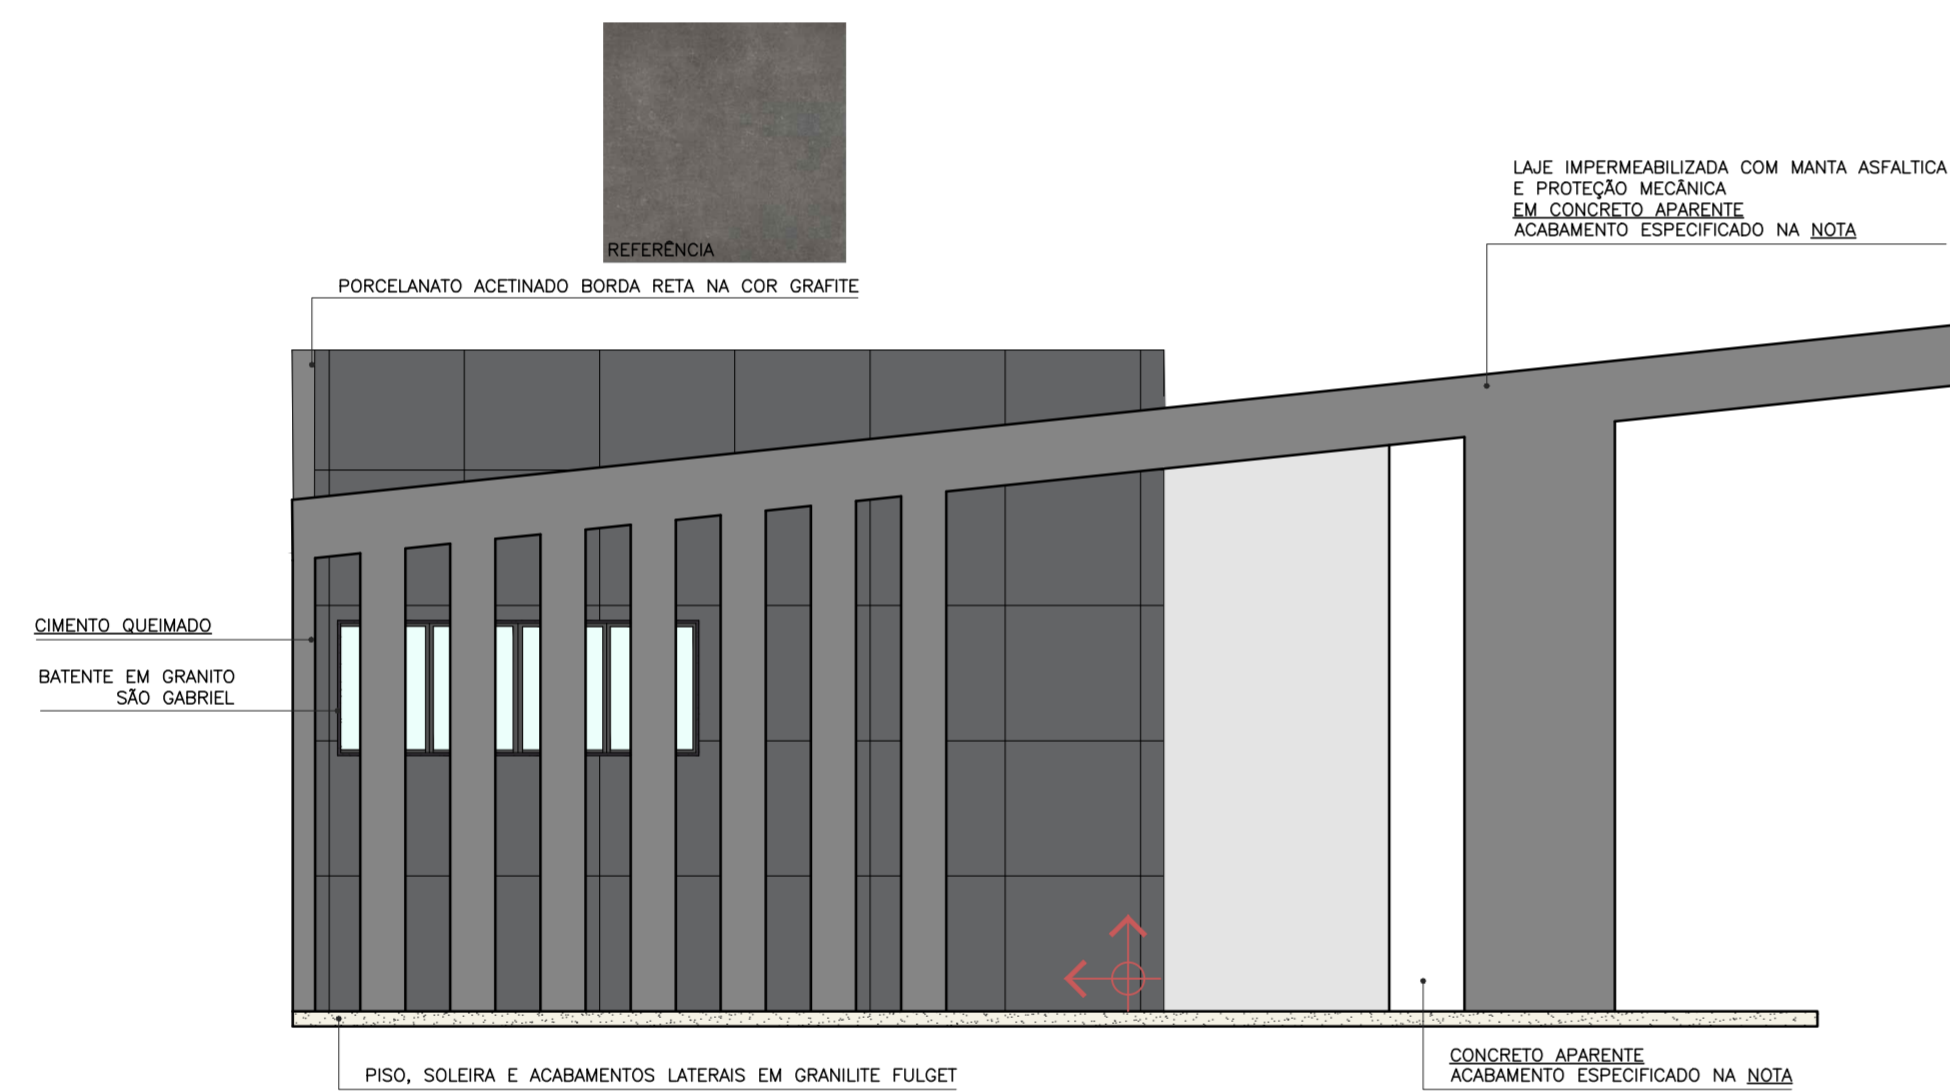 REFERÊNCIA
PORCELANATO ACETINADO BORDA RETA NA COR GRAFITE
LAJE IMPERMEABILIZADA COM MANTA ASFALTICA
E PROTEÇÃO MECÂNICA
EM CONCRETO APARENTE
ACABAMENTO ESPECIFICADO NA NOTA
CIMENTO QUEIMADO
BATENTE EM GRANITO
SÃO GABRIEL
PISO, SOLEIRA E ACABAMENTOS LATERAIS EM GRANILITE FULGET
CONCRETO APARENTE
ACABAMENTO ESPECIFICADO NA NOTA